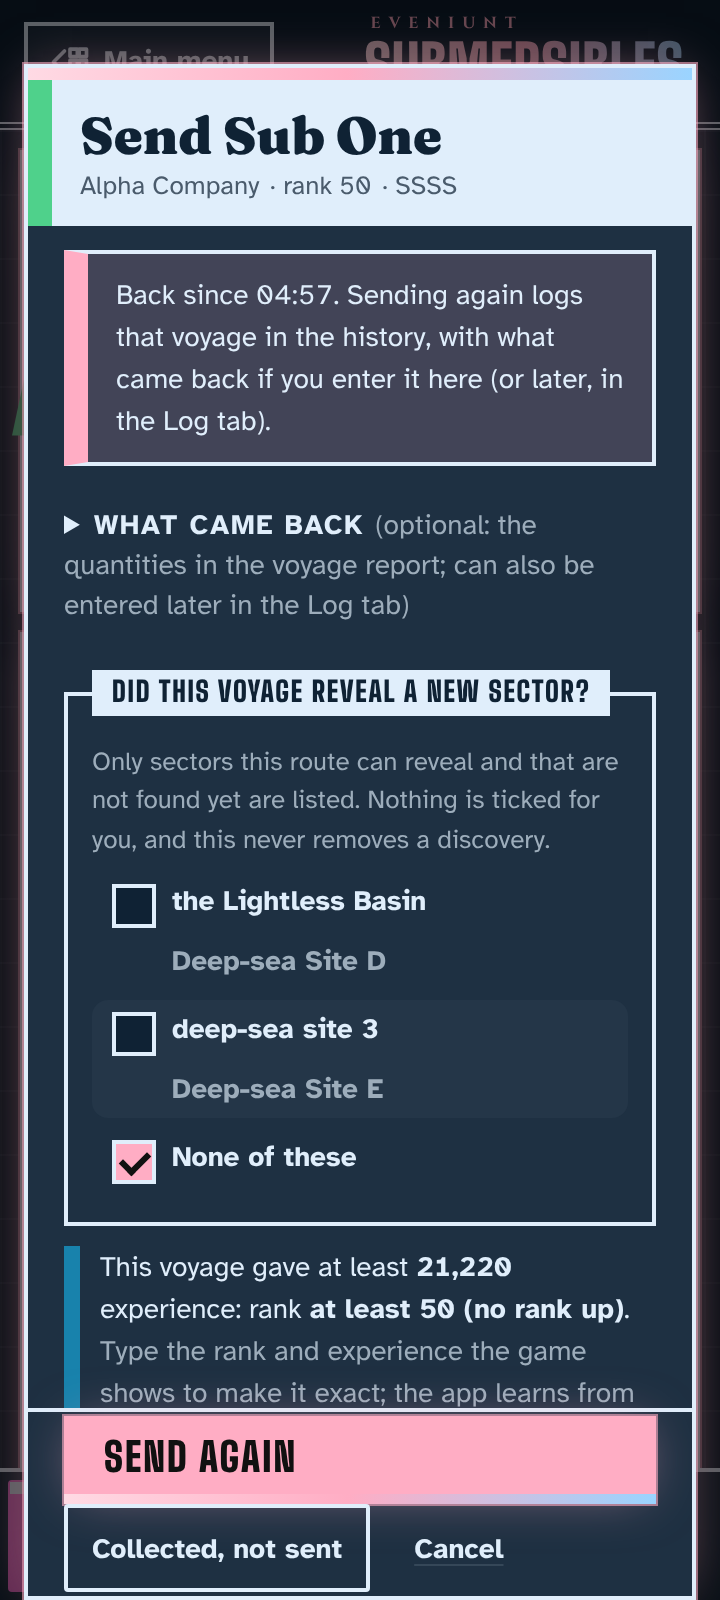 EVENIUNT
Main menu
SUBMERSIBLES
Send Sub One
Alpha Company · rank 50 · SSSS
Back since 04:57. Sending again logs
that voyage in the history, with what
came back if you enter it here (or later, in
the Log tab).
▶ WHAT CAME BACK (optional: the
quantities in the voyage report; can also be
entered later in the Log tab)
DID THIS VOYAGE REVEAL A NEW SECTOR?
Only sectors this route can reveal and that are
not found yet are listed. Nothing is ticked for
you, and this never removes a discovery.
the Lightless Basin
Deep-sea Site D
deep-sea site 3
Deep-sea Site E
None of these
This voyage gave at least 21,220
experience: rank at least 50 (no rank up).
Type the rank and experience the game
shows to make it exact; the app learns from
SEND AGAIN
Collected, not sent
Cancel